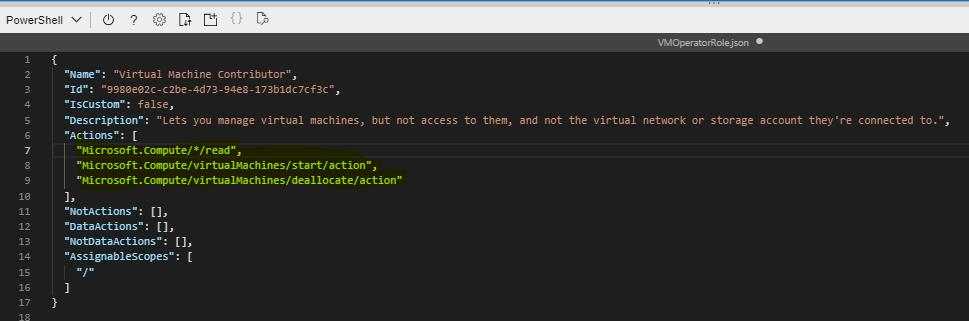 PowerShell
VMOperatorRole.json
1 {
2 "Name": "Virtual Machine Contributor",
3 "Id": "9980e02c-c2be-4d73-94e8-173b1dc7cf3c",
4 "IsCustom": false,
5 "Description": "Lets you manage virtual machines, but not access to them, and not the virtual network or storage account they're connected to.",
6 "Actions": [
7 "Microsoft.Compute/*/read",
8 "Microsoft.Compute/virtualMachines/start/action",
9 "Microsoft.Compute/virtualMachines/deallocate/action"
10 ],
11 "NotActions": [],
12 "DataActions": [],
13 "NotDataActions": [],
14 "AssignableScopes": [
15 "/"
16 ]
17 }
18